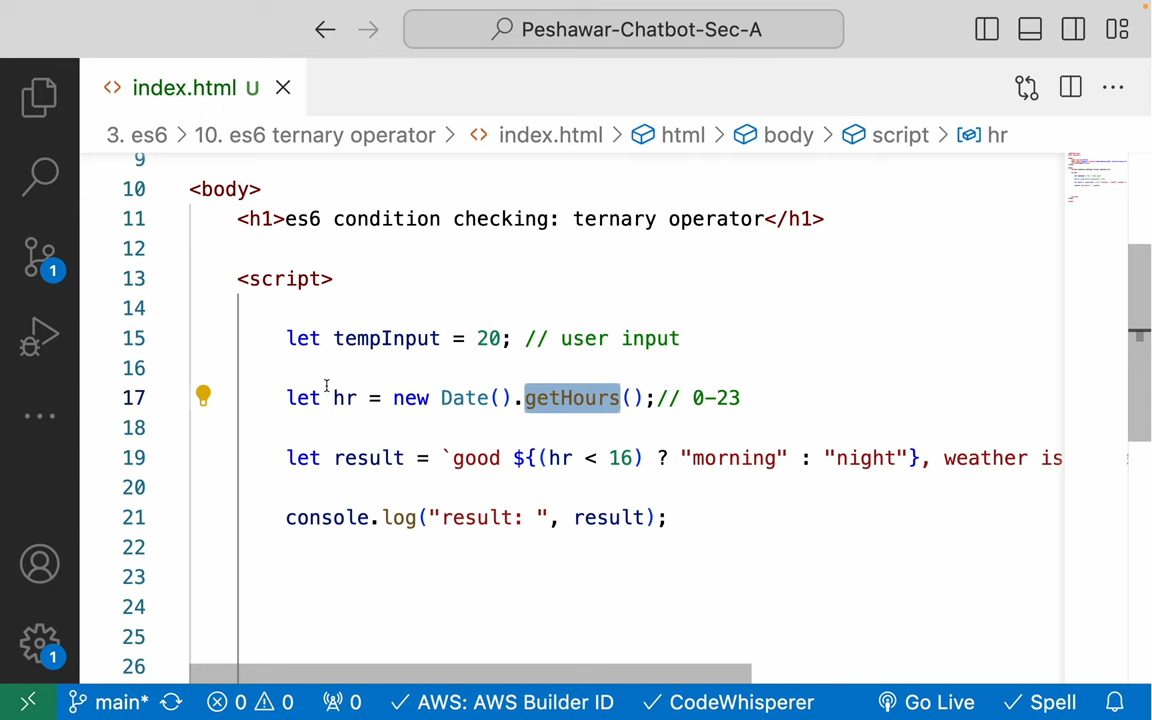 Peshawar-Chatbot-Sec-A
index.html U
3. es6 > 10. es6 ternary operator > index.html > html > body > script > hr
9
10 <body>
11 <h1>es6 condition checking: ternary operator</h1>
12
13 <script>
14
15 let tempInput = 20; // user input
16
17 let hr = new Date().getHours();// 0-23
18
19 let result = `good ${(hr < 16) ? "morning" : "night"}, weather is
20
21 console.log("result: ", result);
22
23
24
25
26
1
1
main* 0 0 0 AWS: AWS Builder ID CodeWhisperer Go Live Spell